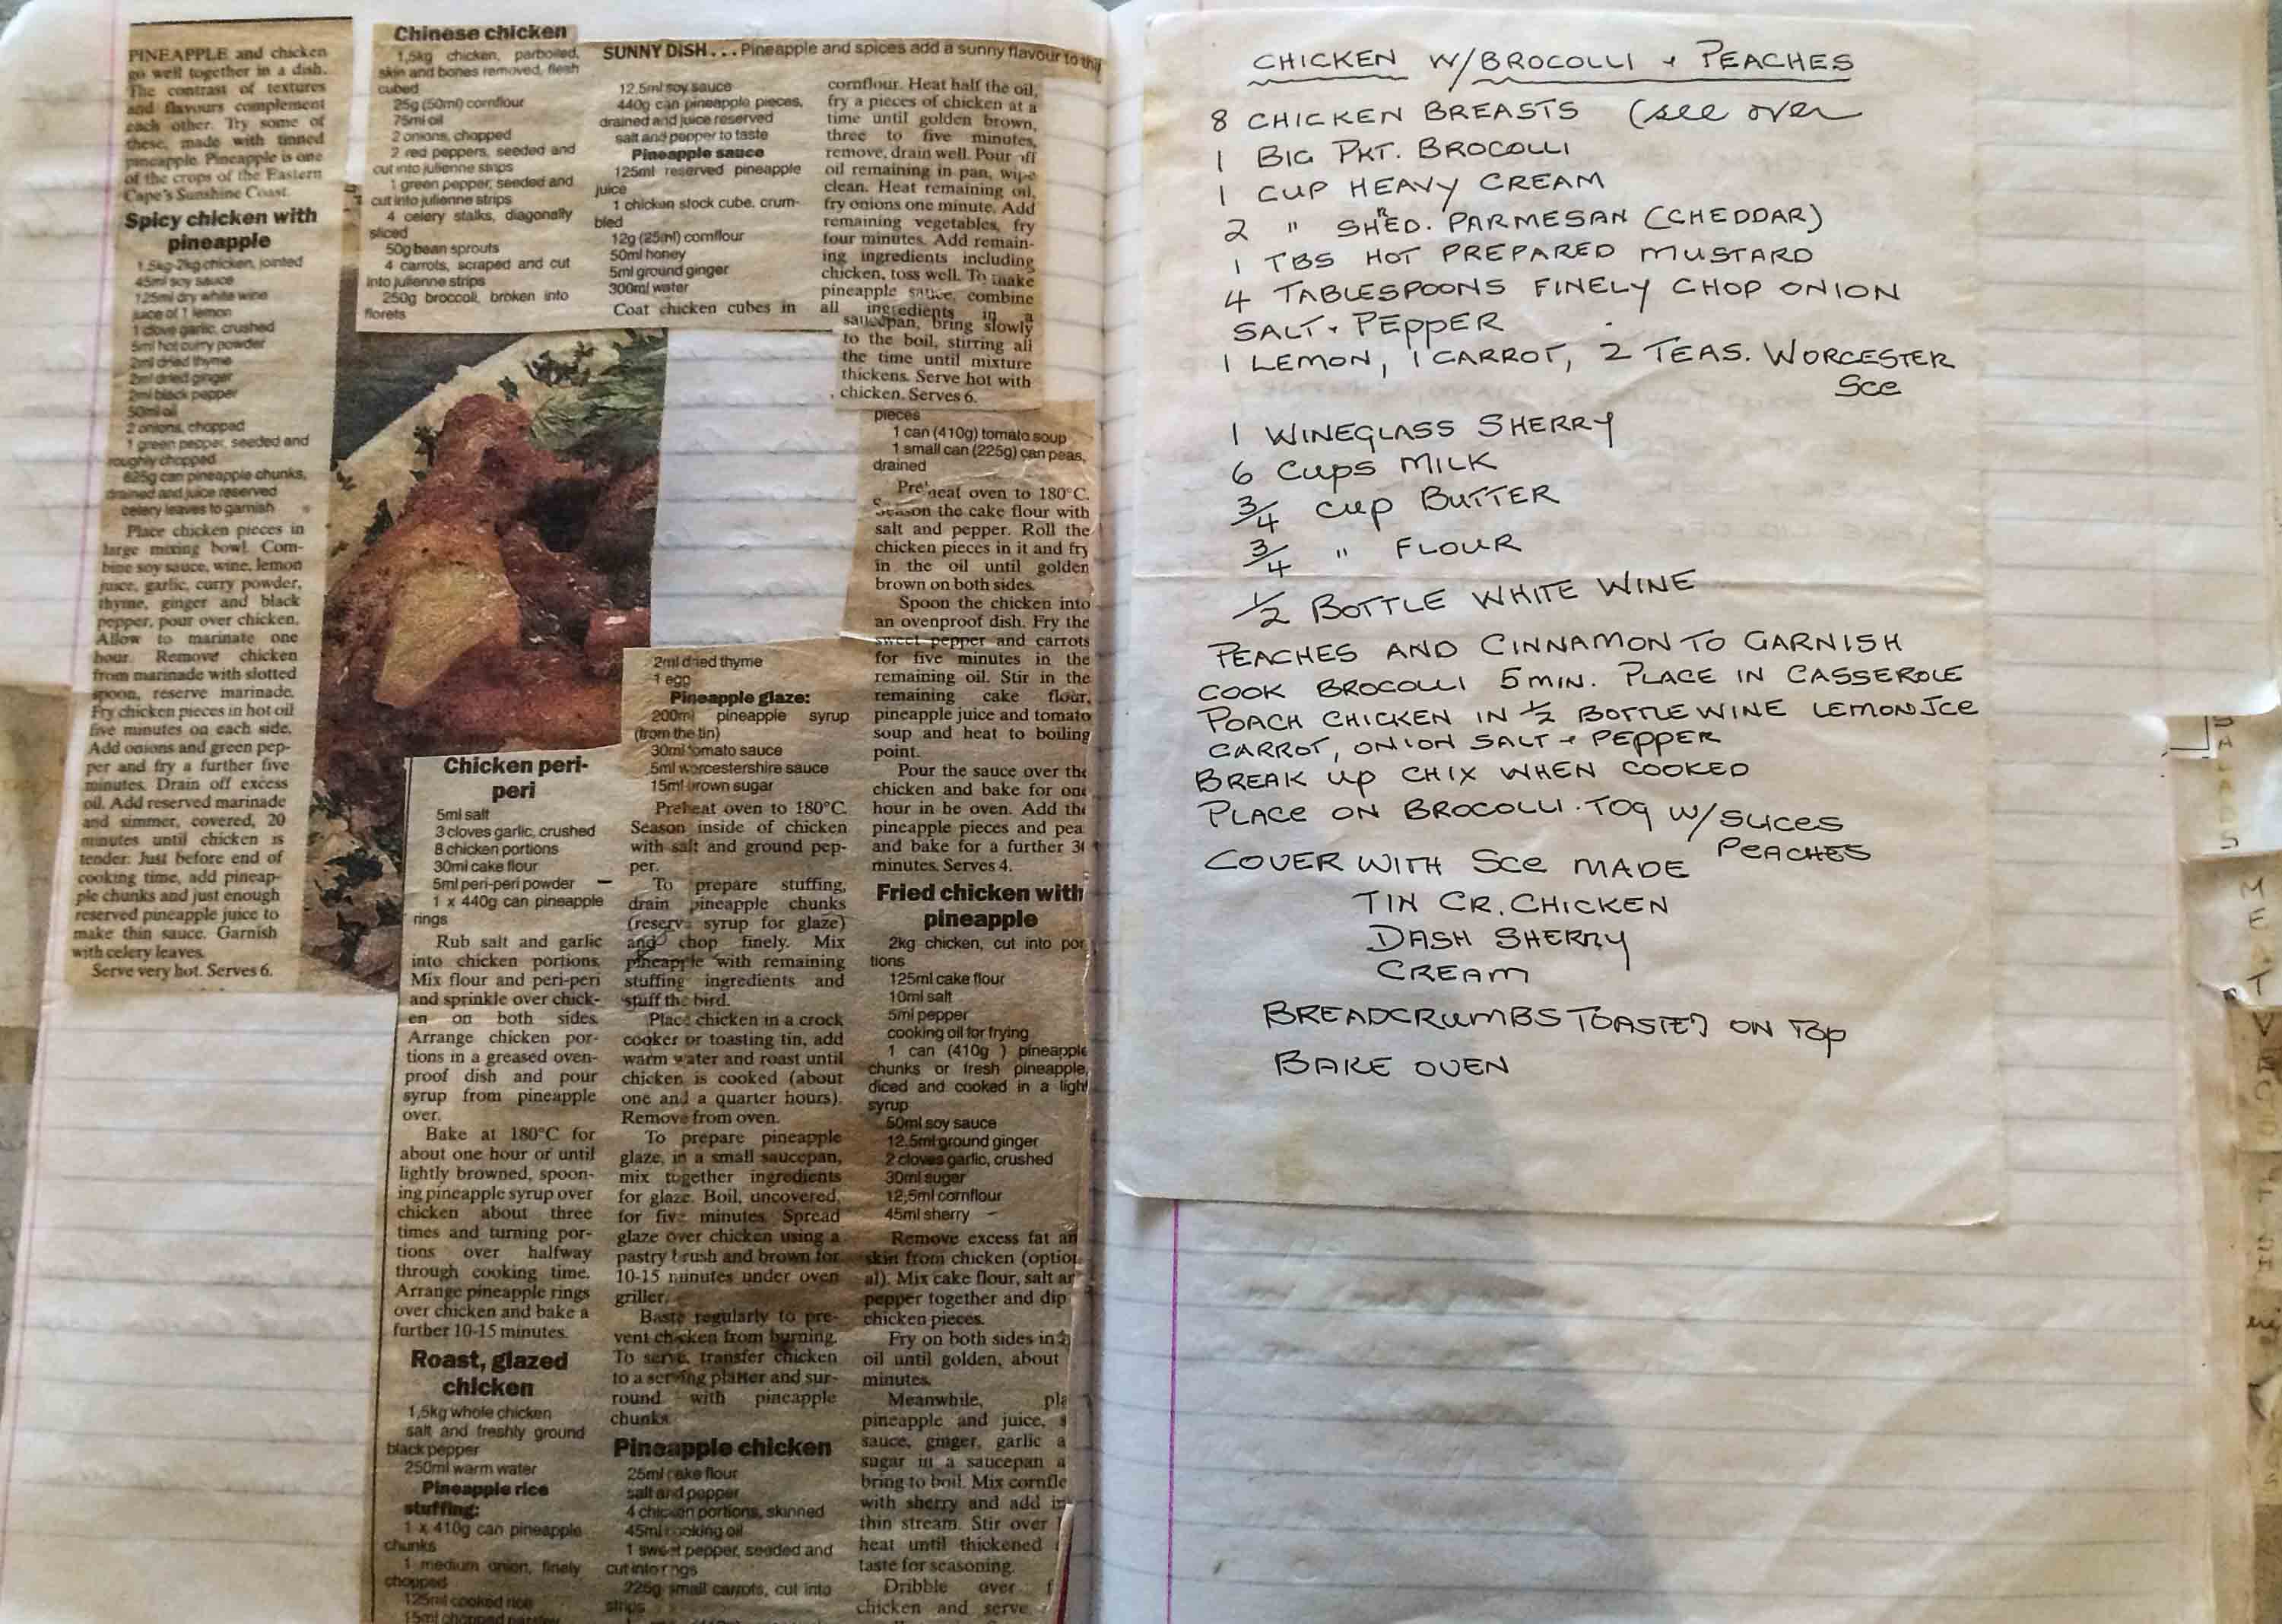 PINEAPPLE and chicken
go well together in a dish.
The contrast of textures
and flavours complement
each other. Try some of
these, made with tinned
pineapple. Pineapple is one
of the crops of the Eastern
Cape's Sunshine Coast.
Spicy chicken with
pineapple
1.5kg-2kg chicken, jointed
45ml soy sauce
125ml dry white wine
juice of 1 lemon
1 clove garlic, crushed
5ml hot curry powder
2ml dried thyme
2ml dried ginger
2ml black pepper
50ml oil
2 onions, chopped
1 green pepper, seeded and
roughly chopped
825g can pineapple chunks,
drained and juice reserved
celery leaves to garnish
Place chicken pieces in
large mixing bowl. Com-
bine soy sauce, wine, lemon
juice, garlic, curry powder,
thyme, ginger and black
pepper, pour over chicken.
Allow to marinate one
hour. Remove chicken
from marinade with slotted
spoon, reserve marinade.
Fry chicken pieces in hot oil
five minutes on each side.
Add onions and green pep-
per and fry a further five
minutes. Drain off excess
oil. Add reserved marinade
and simmer, covered, 20
minutes until chicken is
tender. Just before end of
cooking time, add pineap-
ple chunks and just enough
reserved pineapple juice to
make thin sauce. Garnish
with celery leaves.
Serve very hot. Serves 6.
Chinese chicken
1,5kg chicken, parboiled,
skin and bones removed, flesh
cubed
25g (50ml) cornflour
75ml oil
2 onions, chopped
2 red peppers, seeded and
cut into julienne strips
1 green pepper, seeded and
cut into julienne strips
4 celery stalks, diagonally
sliced
50g bean sprouts
4 carrots, scraped and cut
into julienne strips
250g broccoli, broken into
florets
SUNNY DISH... Pineapple and spices add a sunny flavour to this
12.5ml soy sauce
440g can pineapple pieces,
drained and juice reserved
salt and pepper to taste
Pineapple sauce
125ml reserved pineapple
juice
1 chicken stock cube, crum-
bled
12g (25ml) cornflour
50ml honey
5ml ground ginger
300ml water
Coat chicken cubes in
cornflour. Heat half the oil,
fry a pieces of chicken at a
time until golden brown,
three to five minutes,
remove, drain well. Pour off
oil remaining in pan, wipe
clean. Heat remaining oil,
fry onions one minute. Add
remaining vegetables, fry
four minutes. Add remain-
ing ingredients including
chicken, toss well. To make
pineapple sauce, combine
all ingredients in a
saucepan, bring slowly
to the boil, stirring all
the time until mixture
thickens. Serve hot with
chicken. Serves 6.
Chicken peri-
peri
5ml salt
3 cloves garlic, crushed
8 chicken portions
30ml cake flour
5ml peri-peri powder
1 x 440g can pineapple
rings
Rub salt and garlic
into chicken portions.
Mix flour and peri-peri
and sprinkle over chick-
en on both sides.
Arrange chicken por-
tions in a greased oven-
proof dish and pour
syrup from pineapple
over.
Bake at 180°C for
about one hour or until
lightly browned, spoon-
ing pineapple syrup over
chicken about three
times and turning por-
tions over halfway
through cooking time.
Arrange pineapple rings
over chicken and bake a
further 10-15 minutes.
Roast, glazed
chicken
1,5kg whole chicken
salt and freshly ground
black pepper
250ml warm water
Pineapple rice
stuffing:
1 x 410g can pineapple
chunks
1 medium onion, finely
chopped
125ml cooked rice
15ml chopped parsley
2ml dried thyme
1 egg
Pineapple glaze:
200ml pineapple syrup
(from the tin)
30ml tomato sauce
5ml worcestershire sauce
15ml brown sugar
Preheat oven to 180°C.
Season inside of chicken
with salt and ground pep-
per.
To prepare stuffing,
drain pineapple chunks
(reserve syrup for glaze)
and chop finely. Mix
pineapple with remaining
stuffing ingredients and
stuff the bird.
Place chicken in a crock
cooker or toasting tin, add
warm water and roast until
chicken is cooked (about
one and a quarter hours).
Remove from oven.
To prepare pineapple
glaze, in a small saucepan,
mix together ingredients
for glaze. Boil, uncovered,
for five minutes. Spread
glaze over chicken using a
pastry brush and brown for
10-15 minutes under oven
griller.
Baste regularly to pre-
vent chicken from burning.
To serve, transfer chicken
to a serving platter and sur-
round with pineapple
chunks.
Pineapple chicken
25ml cake flour
salt and pepper
4 chicken portions, skinned
45ml cooking oil
1 sweet pepper, seeded and
cut into rings
225g small carrots, cut into
strips
pieces
1 can (410g) tomato soup
1 small can (225g) can peas,
drained
Preheat oven to 180°C.
Season the cake flour with
salt and pepper. Roll the
chicken pieces in it and fry
in the oil until golden
brown on both sides.
Spoon the chicken into
an ovenproof dish. Fry the
sweet pepper and carrots
for five minutes in the
remaining oil. Stir in the
remaining cake flour,
pineapple juice and tomato
soup and heat to boiling
point.
Pour the sauce over the
chicken and bake for one
hour in he oven. Add the
pineapple pieces and pea
and bake for a further 30
minutes. Serves 4.
Fried chicken with
pineapple
2kg chicken, cut into por
tions
125ml cake flour
10ml salt
5ml pepper
cooking oil for frying
1 can (410g ) pineapple
chunks or fresh pineapple,
diced and cooked in a light
syrup
50ml soy sauce
12.5ml ground ginger
2 cloves garlic, crushed
30ml sugar
12,5ml cornflour
45ml sherry
Remove excess fat an
skin from chicken (option
al). Mix cake flour, salt an
pepper together and dip
chicken pieces.
Fry on both sides in
oil until golden, about
minutes.
Meanwhile, pla
pineapple and juice, s
sauce, ginger, garlic a
sugar in a saucepan a
bring to boil. Mix cornflo
with sherry and add in
thin stream. Stir over
heat until thickened
taste for seasoning.
Dribble over f
chicken and serve.
CHICKEN W/BROCOLLI + PEACHES
8 CHICKEN BREASTS (see over
1 BIG PKT. BROCOLLI
1 CUP HEAVY CREAM
2 " SHRED. PARMESAN (CHEDDAR)
1 TBS HOT PREPARED MUSTARD
4 TABLESPOONS FINELY CHOP ONION
SALT + PEPPER
1 LEMON, 1 CARROT, 2 TEAS. WORCESTER
Sce
1 WINEGLASS SHERRY
6 CUPS MILK
3/4 CUP BUTTER
3/4 " FLOUR
1/2 BOTTLE WHITE WINE
PEACHES AND CINNAMON TO GARNISH
COOK BROCOLLI 5 MIN. PLACE IN CASSEROLE
POACH CHICKEN IN 1/2 BOTTLE WINE LEMON JCE
CARROT, ONION SALT + PEPPER
BREAK UP CHIX WHEN COOKED
PLACE ON BROCOLLI. TOG W/SLICES
PEACHES
COVER WITH Sce MADE
TIN CR. CHICKEN
DASH SHERRY
CREAM
BREADCRUMBS TOASTED ON TOP
BAKE OVEN